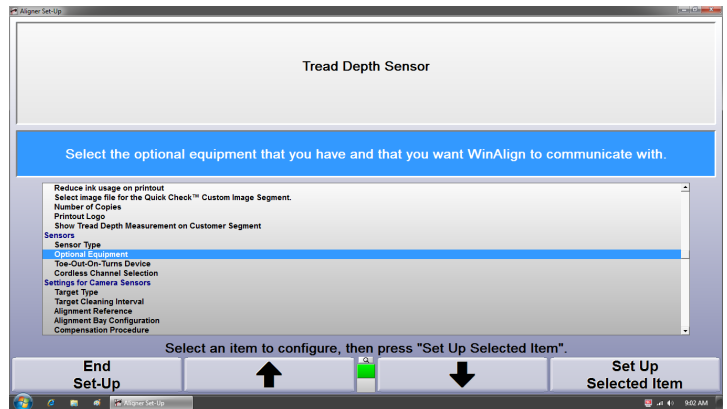 Aligner Set-Up
Tread Depth Sensor
Select the optional equipment that you have and that you want WinAlign to communicate with.
Reduce ink usage on printout
Select image file for the Quick Check™ Custom Image Segment.
Number of Copies
Printout Logo
Show Tread Depth Measurement on Customer Segment
Sensors
Sensor Type
Optional Equipment
Toe-Out-On-Turns Device
Cordless Channel Selection
Settings for Camera Sensors
Target Type
Target Cleaning Interval
Alignment Reference
Alignment Bay Configuration
Compensation Procedure
Select an item to configure, then press "Set Up Selected Item".
End
Set-Up
Set Up
Selected Item
Aligner Set-Up
9:02 AM